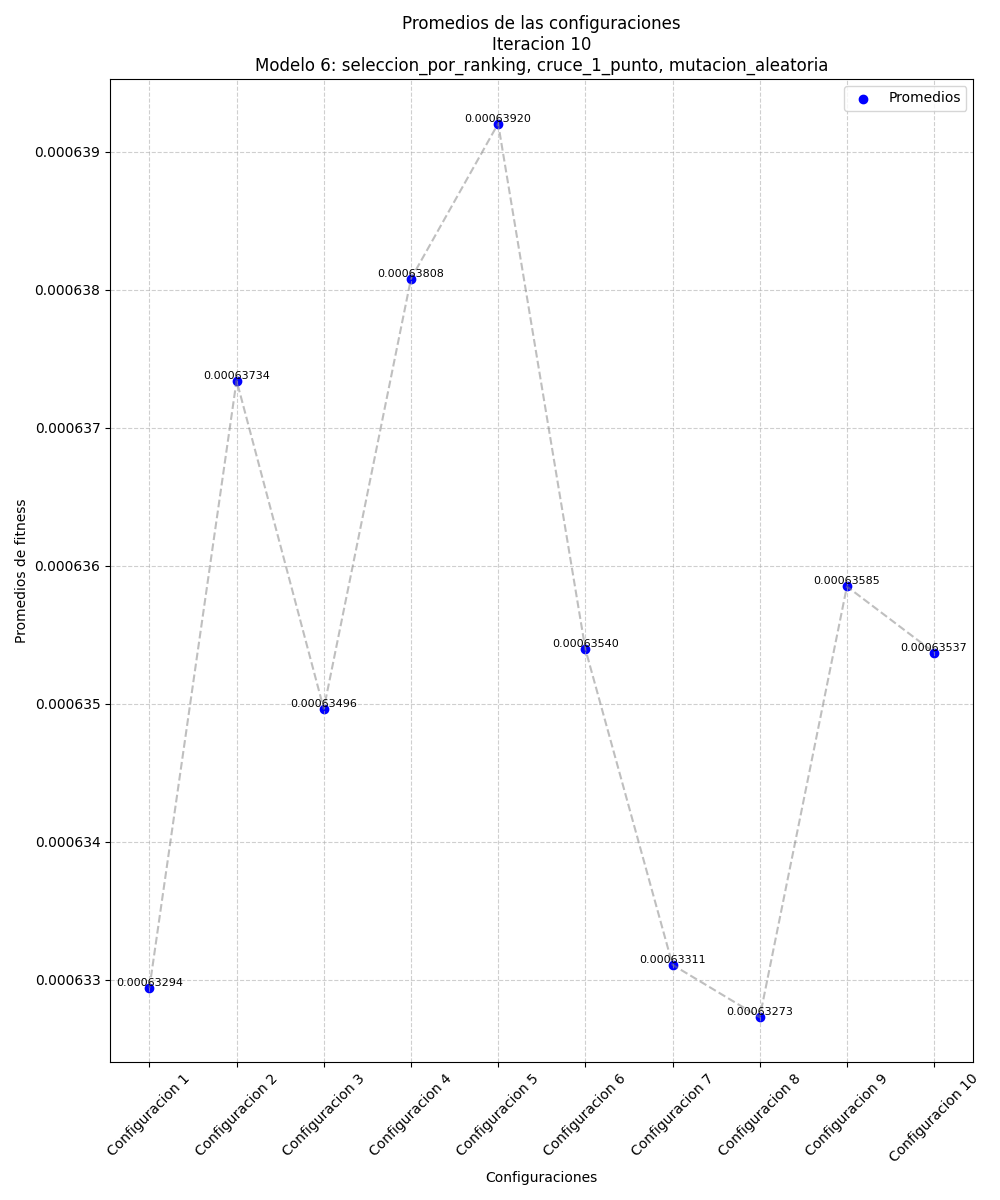 Promedios de las configuraciones
Iteracion 10
Modelo 6: seleccion_por_ranking, cruce_1_punto, mutacion_aleatoria
Promedios
0.000639
0.000638
0.000637
0.000636
0.000635
0.000634
0.000633
Promedios de fitness
0.00063294
0.00063734
0.00063496
0.00063808
0.00063920
0.00063540
0.00063311
0.00063273
0.00063585
0.00063537
Configuracion 1
Configuracion 2
Configuracion 3
Configuracion 4
Configuracion 5
Configuracion 6
Configuracion 7
Configuracion 8
Configuracion 9
Configuracion 10
Configuraciones